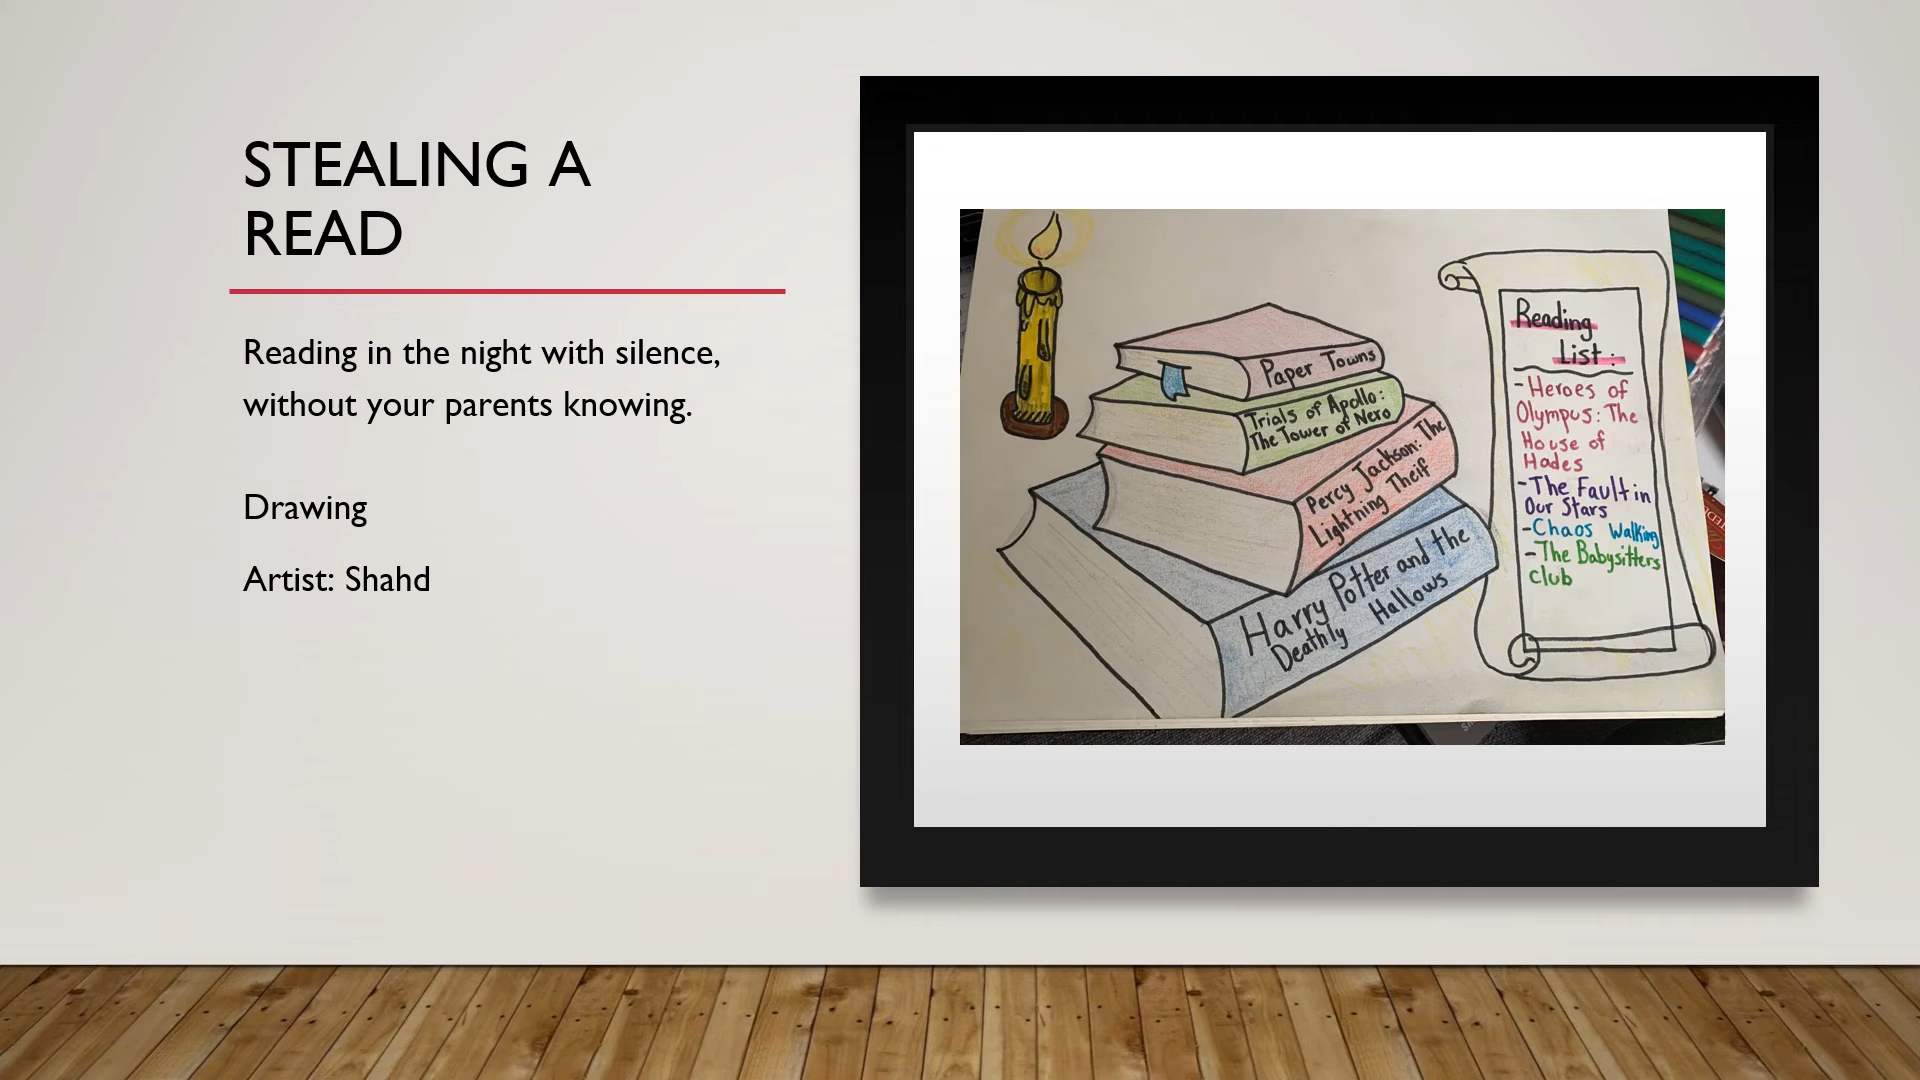 STEALING A
READ
Reading in the night with silence,
without your parents knowing.
Drawing
Artist: Shahd
Paper Towns
Trials of Apollo:
The Tower of Nero
Percy Jackson: The
Lightning Theif
Harry Potter and the
Deathly Hallows
Reading
List:
-Heroes of
Olympus: The
House of
Hades
-The Fault in
Our Stars
-Chaos Walking
-The Babysitters
club